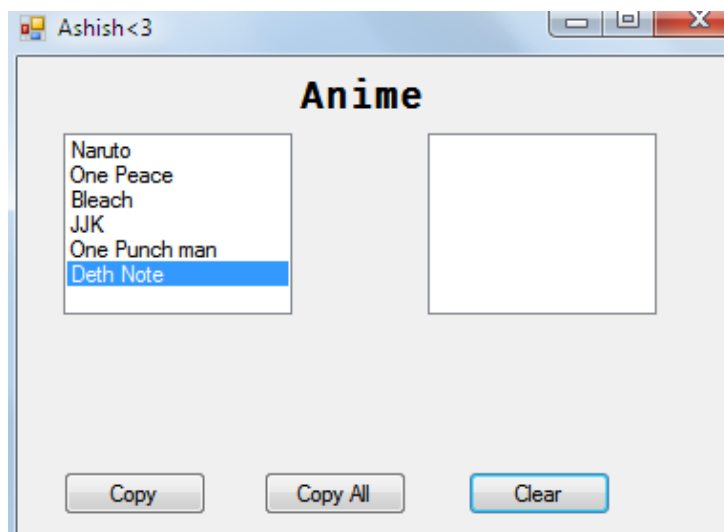 Ashish<3
Anime
Naruto
One Peace
Bleach
JJK
One Punch man
Deth Note
Copy Copy All Clear